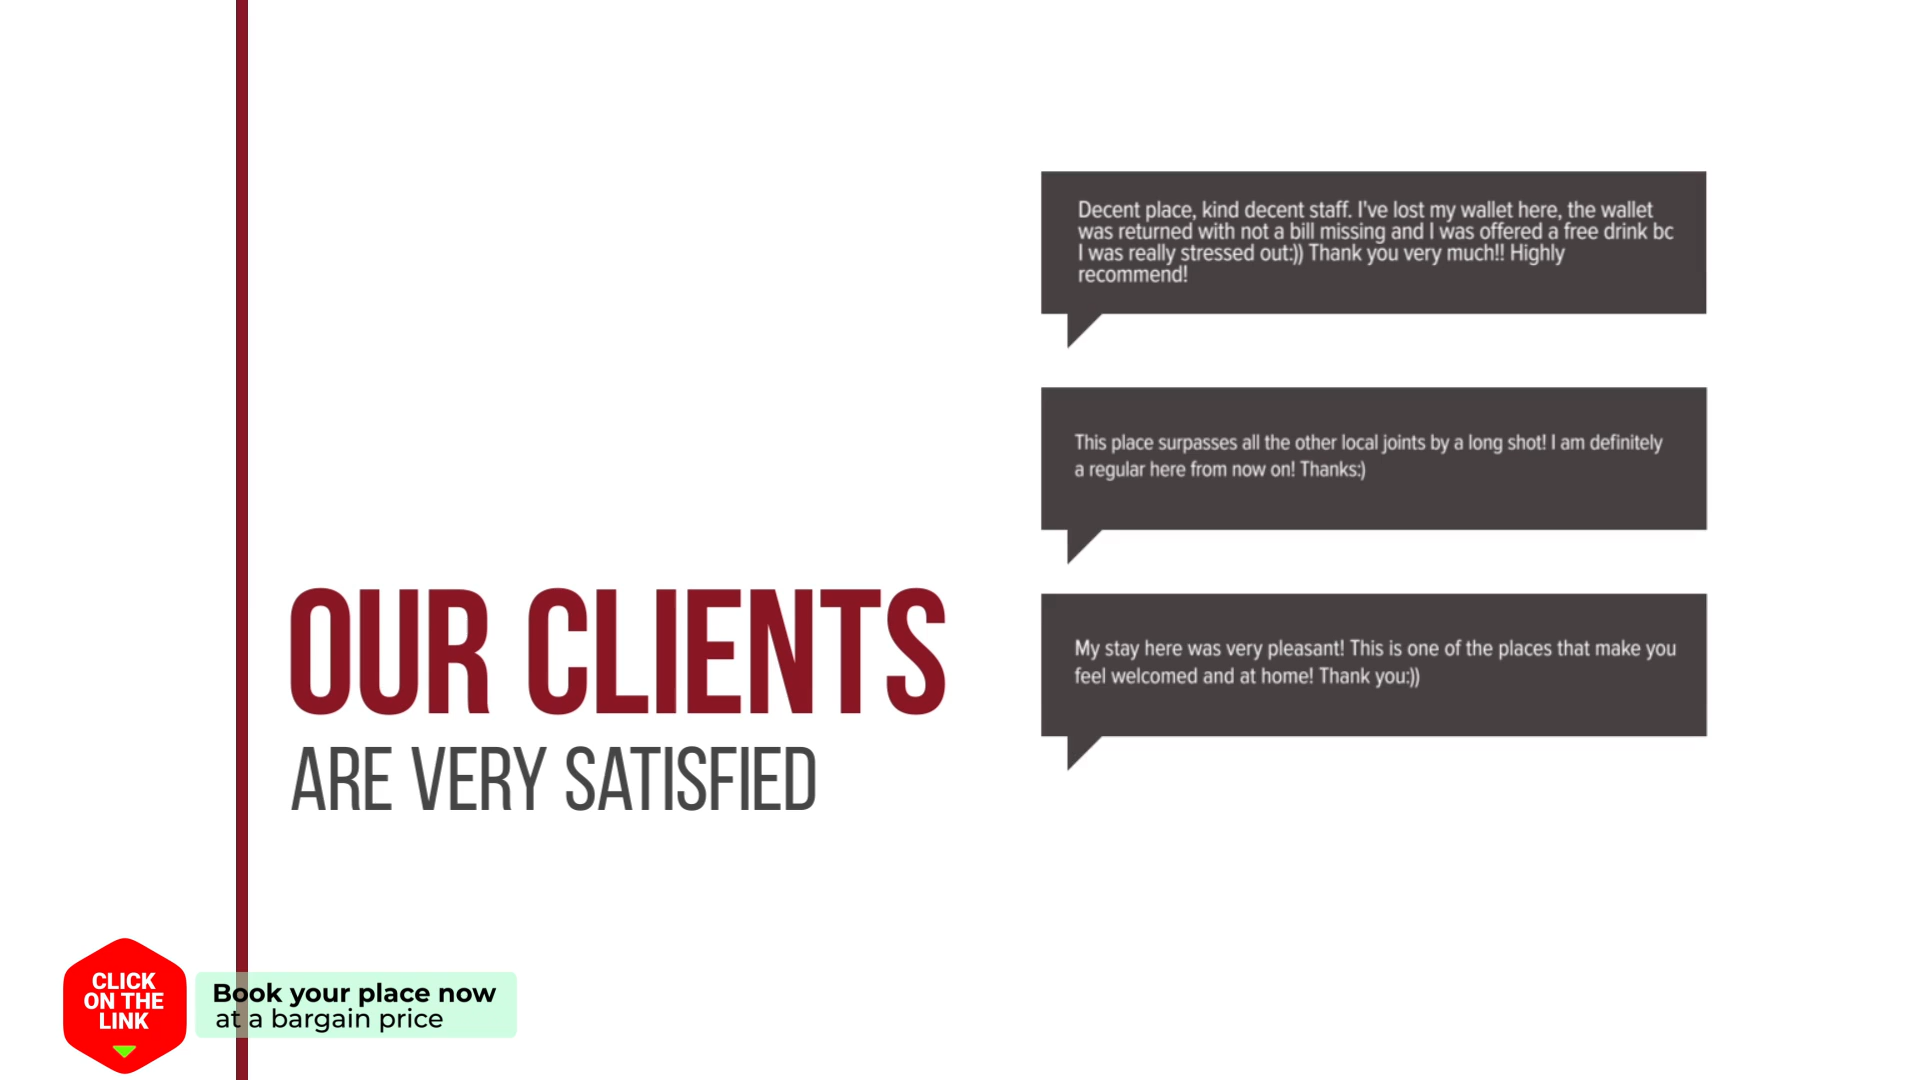 Decent place, kind decent staff. I've lost my wallet here, the wallet
was returned with not a bill missing and I was offered a free drink bc
I was really stressed out:)) Thank you very much!! Highly
recommend!
This place surpasses all the other local joints by a long shot! I am definitely
a regular here from now on! Thanks:)
My stay here was very pleasant! This is one of the places that make you
feel welcomed and at home! Thank you:))
OUR CLIENTS
ARE VERY SATISFIED
CLICK
ON THE
LINK
Book your place now
at a bargain price